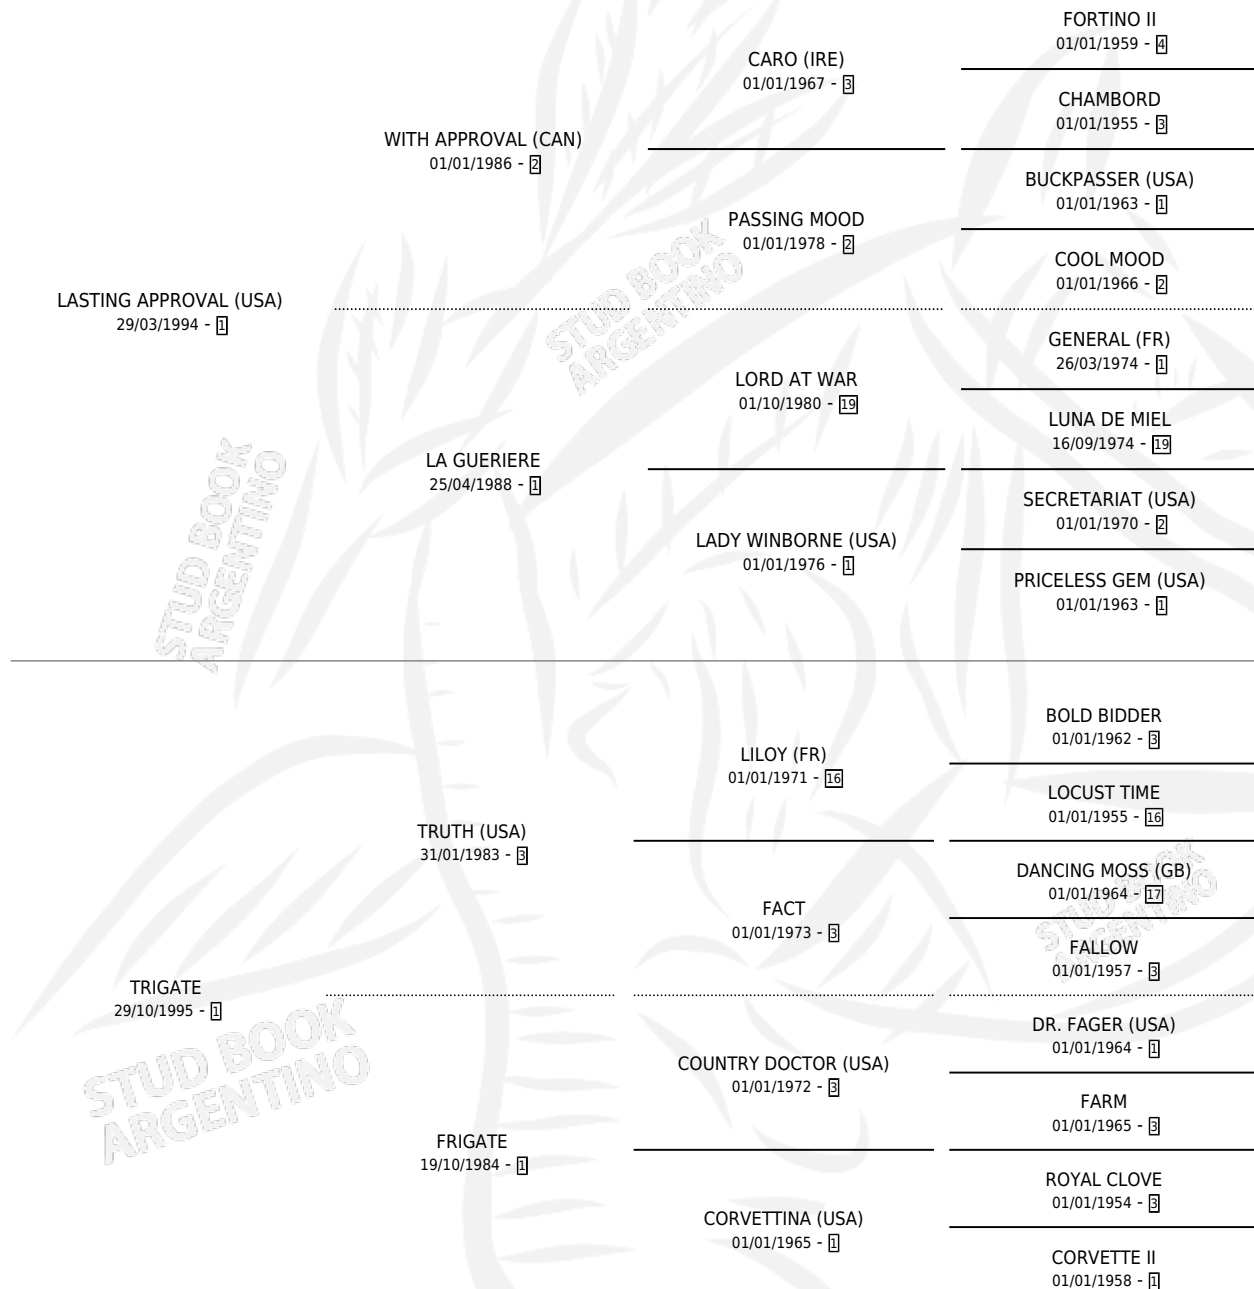 FORTINO II
01/01/1959 - 4
CARO (IRE)
01/01/1967 - 3
CHAMBORD
01/01/1955 - 3
WITH APPROVAL (CAN)
01/01/1986 - 2
BUCKPASSER (USA)
01/01/1963 - 1
PASSING MOOD
01/01/1978 - 2
COOL MOOD
01/01/1966 - 2
LASTING APPROVAL (USA)
29/03/1994 - 1
GENERAL (FR)
26/03/1974 - 1
LORD AT WAR
01/10/1980 - 19
LUNA DE MIEL
16/09/1974 - 19
LA GUERIERE
25/04/1988 - 1
SECRETARIAT (USA)
01/01/1970 - 2
LADY WINBORNE (USA)
01/01/1976 - 1
PRICELESS GEM (USA)
01/01/1963 - 1
BOLD BIDDER
01/01/1962 - 3
LILOY (FR)
01/01/1971 - 16
LOCUST TIME
01/01/1955 - 16
TRUTH (USA)
31/01/1983 - 3
DANCING MOSS (GB)
01/01/1964 - 17
FACT
01/01/1973 - 3
FALLOW
01/01/1957 - 3
TRIGATE
29/10/1995 - 1
DR. FAGER (USA)
01/01/1964 - 1
COUNTRY DOCTOR (USA)
01/01/1972 - 3
FARM
01/01/1965 - 3
FRIGATE
19/10/1984 - 1
ROYAL CLOVE
01/01/1954 - 3
CORVETTINA (USA)
01/01/1965 - 1
CORVETTE II
01/01/1958 - 1
STUD BOOK
ARGENTINO
STUD BOOK
ARGENTINO
STUD BOOK
ARGENTINO
STUD BOOK
ARGENTINO